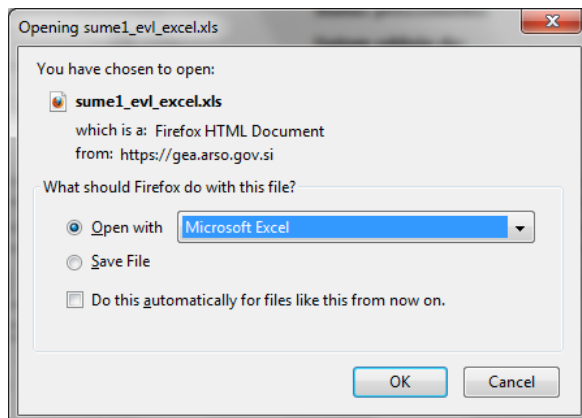 Opening sume1_evl_excel.xls
You have chosen to open:
sume1_evl_excel.xls
which is a: Firefox HTML Document
from: https://gea.arso.gov.si
What should Firefox do with this file?
Open with Microsoft Excel
Save File
Do this automatically for files like this from now on.
OK Cancel